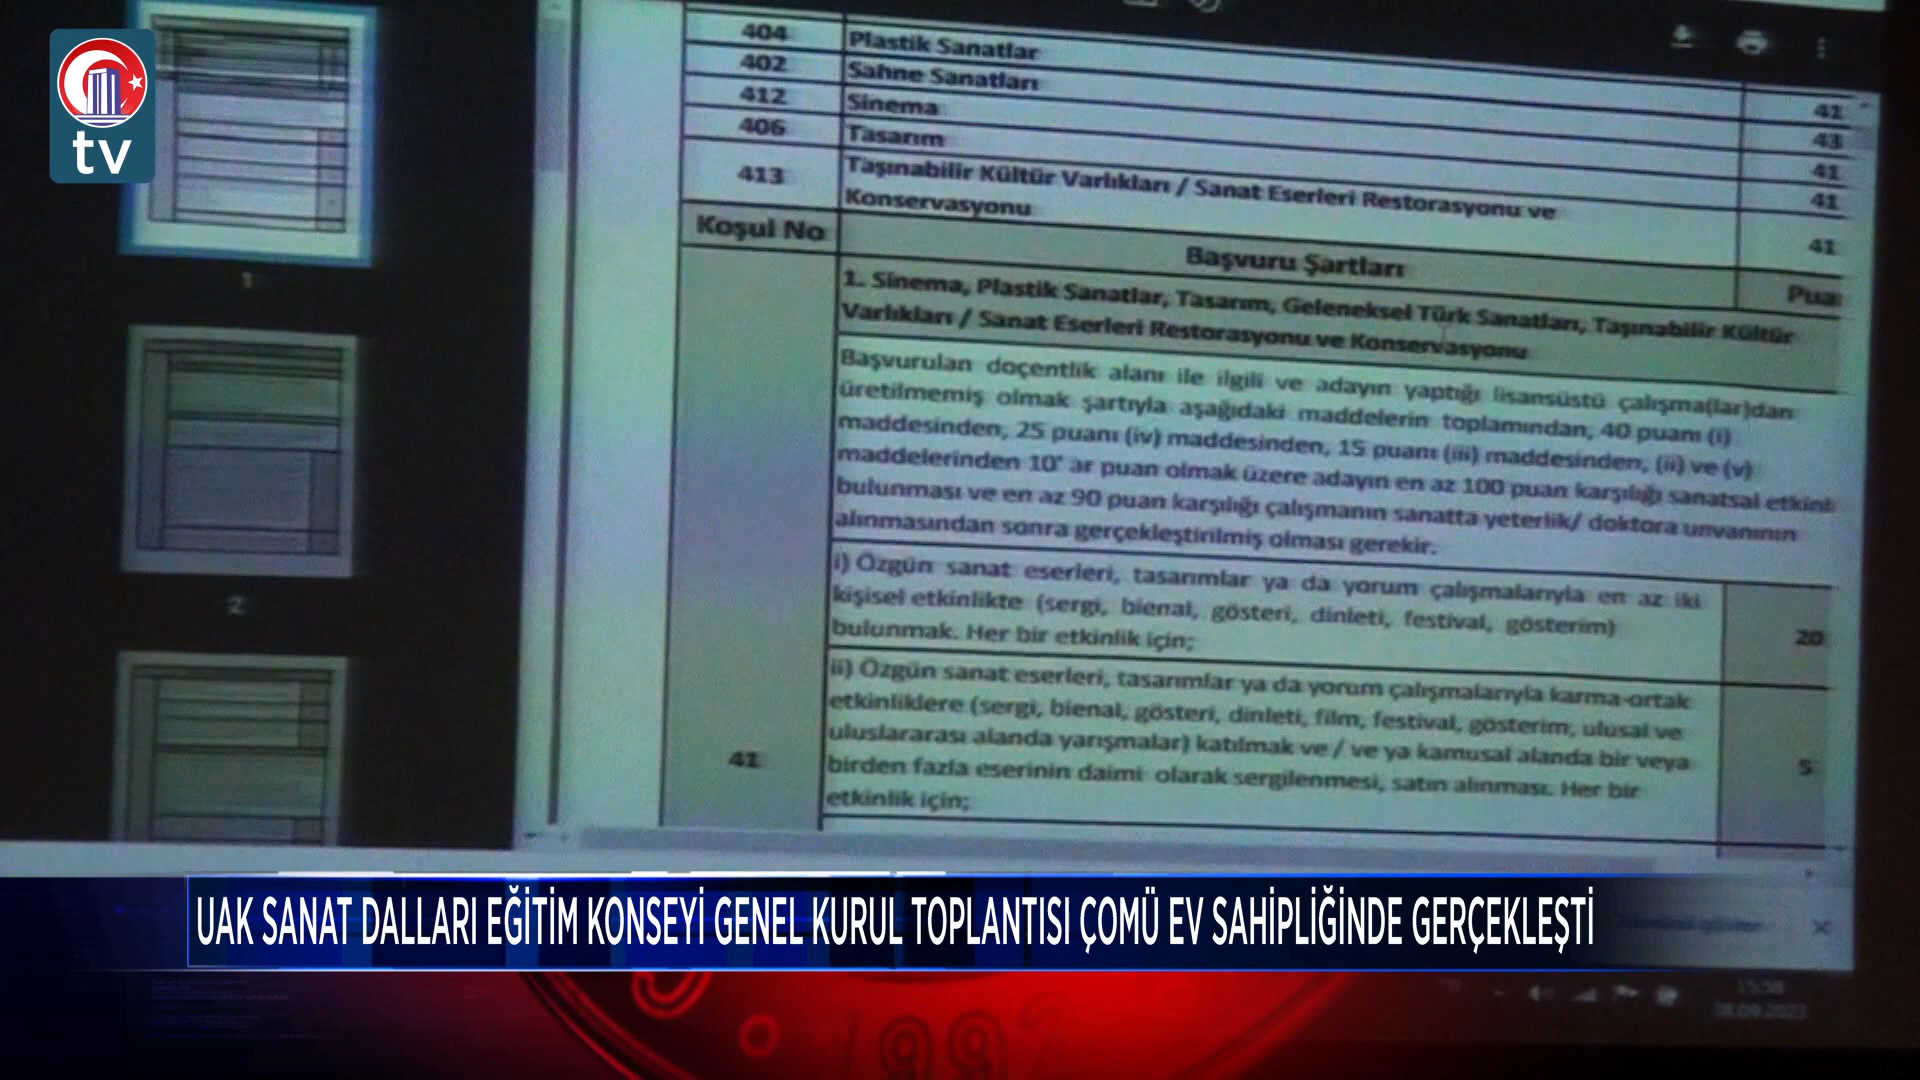 tv
404 Plastik Sanatlar
402 Sahne Sanatları 41
412 Sinema 43
406 Tasarım 41
413 Taşınabilir Kültür Varlıkları / Sanat Eserleri Restorasyonu ve 41
Konservasyonu 41
Koşul No Başvuru Şartları
1. Sinema, Plastik Sanatlar, Tasarım, Geleneksel Türk Sanatları, Taşınabilir Kültür
Varlıkları / Sanat Eserleri Restorasyonu ve Konservasyonu
Başvurulan doçentlik alanı ile ilgili ve adayın yaptığı lisansüstü çalışma(lar)dan
üretilmemiş olmak şartıyla aşağıdaki maddelerin toplamından, 40 puanı (i)
maddesinden, 25 puanı (iv) maddesinden, 15 puanı (iii) maddesinden, (ii) ve (v)
maddelerinden 10' ar puan olmak üzere adayın en az 100 puan karşılığı sanatsal etkinli
bulunması ve en az 90 puan karşılığı çalışmanın sanatta yeterlik/ doktora unvanının
alınmasından sonra gerçekleştirilmiş olması gerekir.
i) Özgün sanat eserleri, tasarımlar ya da yorum çalışmalarıyla en az iki
kişisel etkinlikte (sergi, bienal, gösteri, dinleti, festival, gösterim)
bulunmak. Her bir etkinlik için; 20
ii) Özgün sanat eserleri, tasarımlar ya da yorum çalışmalarıyla karma-ortak
etkinliklere (sergi, bienal, gösteri, dinleti, film, festival, gösterim, ulusal ve
uluslararası alanda yarışmalar) katılmak ve / ve ya kamusal alanda bir veya
41 birden fazla eserinin daimi olarak sergilenmesi, satın alınması. Her bir 5
etkinlik için;
1
2
UAK SANAT DALLARI EĞİTİM KONSEYİ GENEL KURUL TOPLANTISI ÇOMÜ EV SAHİPLİĞİNDE GERÇEKLEŞTİ
15:58
08.09.2023